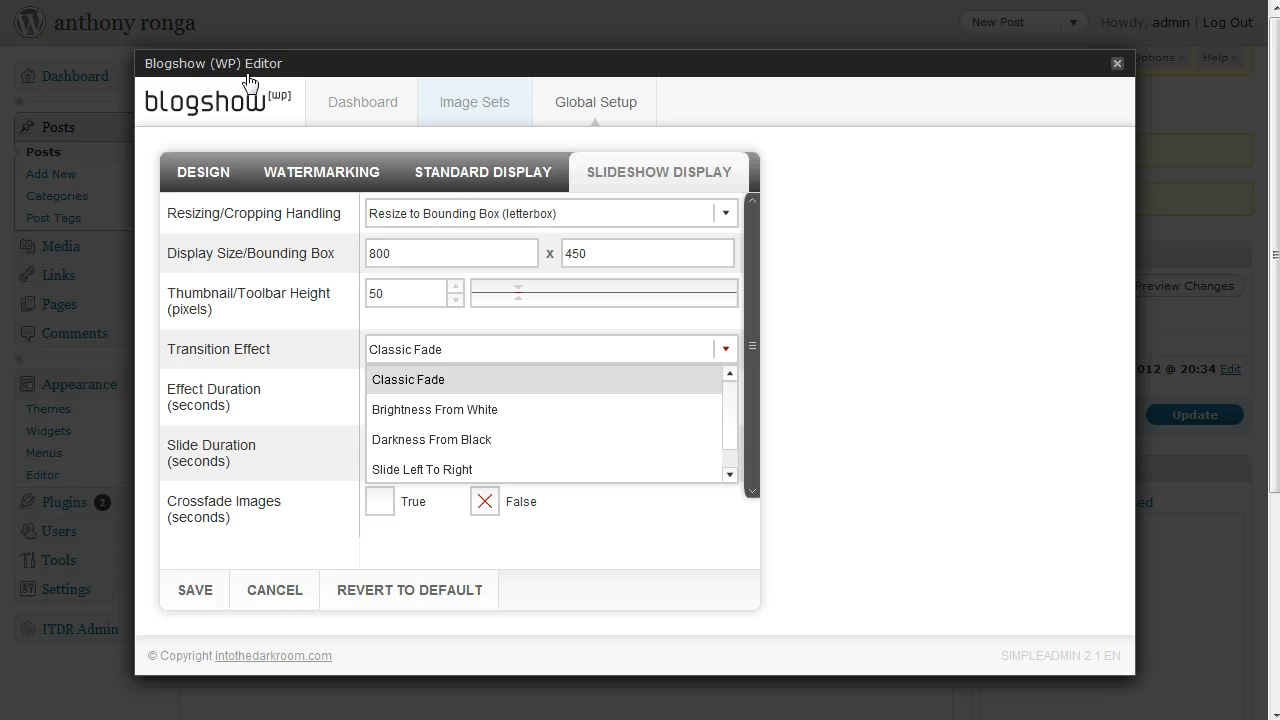 anthony ronga
New Post
Howdy, admin | Log Out
Blogshow (WP) Editor
Options
Help
blogshow [wp]
Dashboard
Image Sets
Global Setup
Dashboard
Posts
Posts
Add New
Categories
Post Tags
Media
Links
Pages
Comments
Appearance
Themes
Widgets
Menus
Editor
Plugins 2
Users
Tools
Settings
ITDR Admin
DESIGN
WATERMARKING
STANDARD DISPLAY
SLIDESHOW DISPLAY
Resizing/Cropping Handling
Resize to Bounding Box (letterbox)
Display Size/Bounding Box
800 x 450
Thumbnail/Toolbar Height
(pixels)
50
Transition Effect
Classic Fade
Classic Fade
Brightness From White
Darkness From Black
Slide Left To Right
Effect Duration
(seconds)
Slide Duration
(seconds)
Crossfade Images
(seconds)
True
False
SAVE
CANCEL
REVERT TO DEFAULT
Preview Changes
2012 @ 20:34 Edit
Update
© Copyright intothedarkroom.com
SIMPLEADMIN 2.1 EN